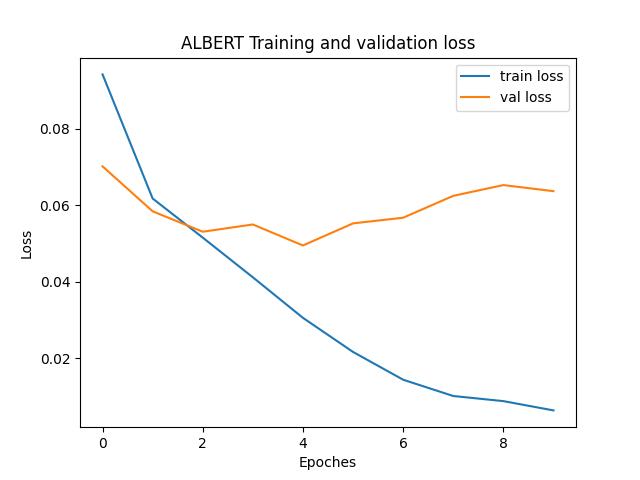 ALBERT Training and validation loss
train loss
val loss
0.08
0.06
0.04
0.02
Loss
0 2 4 6 8
Epoches